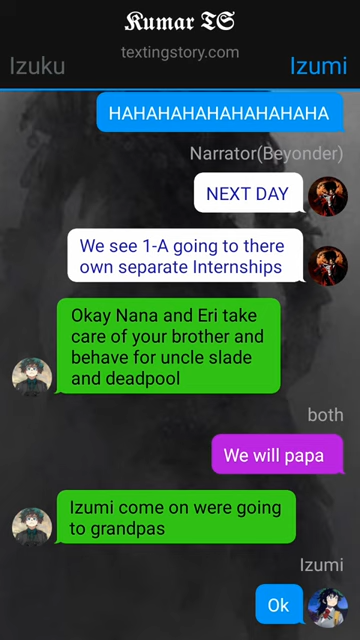 Kumar TS
textingstory.com
Izuku
Izumi
HAHAHAHAHAHAHAHAHA
Narrator(Beyonder)
NEXT DAY
We see 1-A going to there
own separate Internships
Okay Nana and Eri take
care of your brother and
behave for uncle slade
and deadpool
both
We will papa
Izumi come on were going
to grandpas
Izumi
Ok